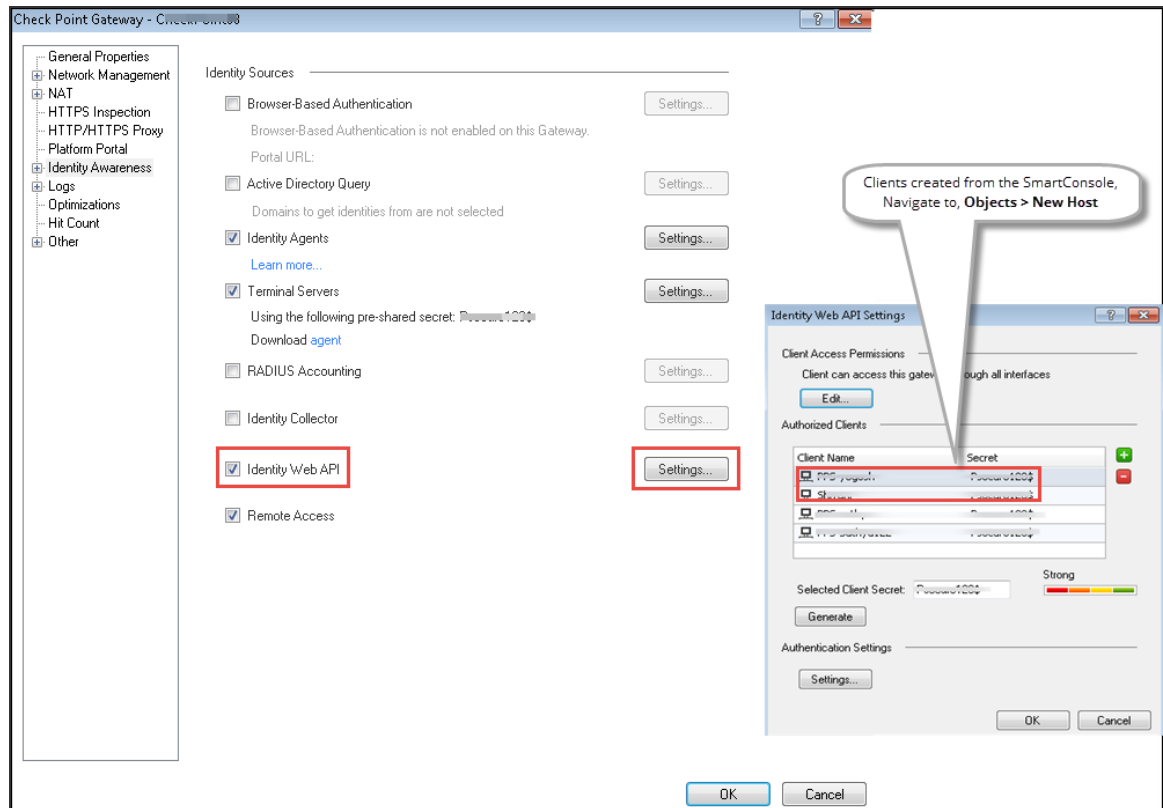 Check Point Gateway -
General Properties
Network Management
NAT
HTTPS Inspection
HTTP/HTTPS Proxy
Platform Portal
Identity Awareness
Logs
Optimizations
Hit Count
Other
Identity Sources
Browser-Based Authentication
Settings...
Browser-Based Authentication is not enabled on this Gateway.
Portal URL:
Active Directory Query
Settings...
Domains to get identities from are not selected
Identity Agents
Settings...
Learn more...
Terminal Servers
Settings...
Using the following pre-shared secret:
Download agent
RADIUS Accounting
Settings...
Identity Collector
Settings...
Identity Web API
Settings...
Remote Access
OK
Cancel
Clients created from the SmartConsole,
Navigate to, Objects > New Host
Identity Web API Settings
Client Access Permissions
Client can access this ough all interfaces
Edit...
Authorized Clients
Client Name
Secret
Selected Client Secret:
Strong
Generate
Authentication Settings
Settings...
OK
Cancel